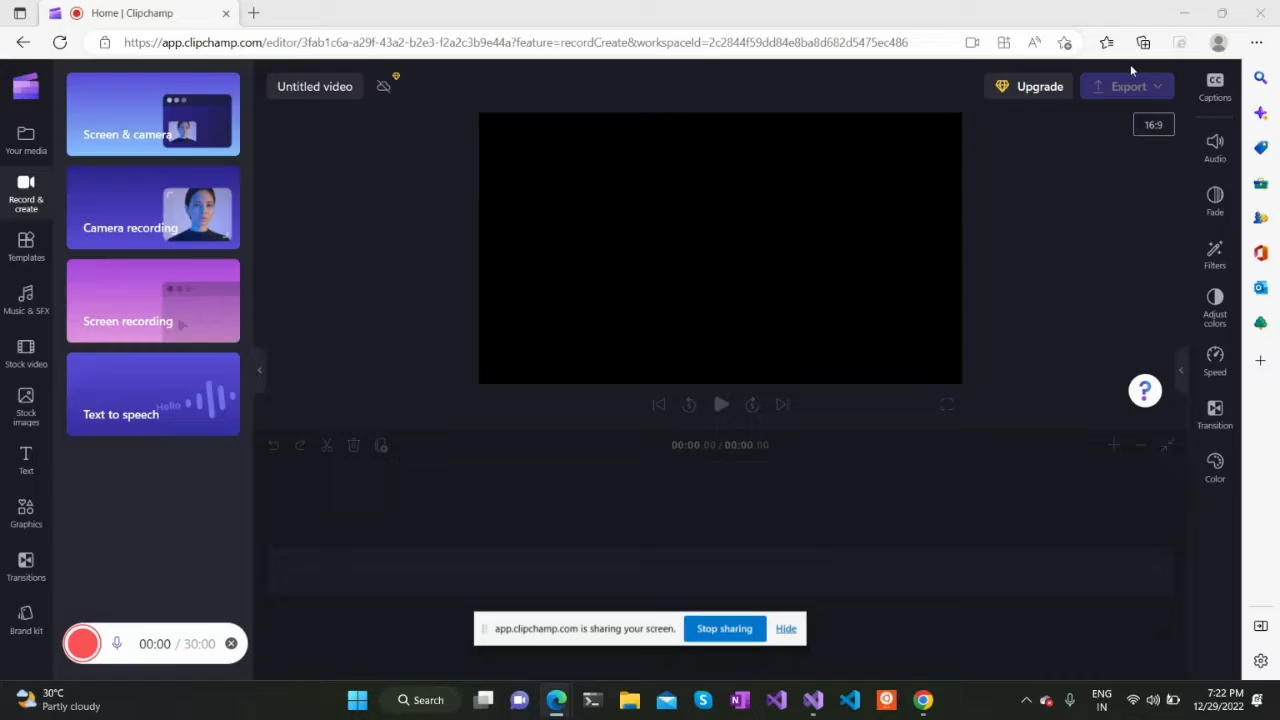 Home | Clipchamp
https://app.clipchamp.com/editor/3fab1c6a-a29f-43a2-b2e3-f2a2c3b9e44a?feature=recordCreate&workspaceId=2c2844f59dd84e8ba8d682d5475ec486
Your media
Record & create
Templates
Music & SFX
Stock video
Stock images
Text
Graphics
Transitions
Brand kit
Screen & camera
Camera recording
Screen recording
Hello
Text to speech
00:00 / 30:00
Untitled video
Upgrade
Export
16:9
00:00.00 / 00:00.00
?
CC
Captions
Audio
Fade
Filters
Adjust colors
Speed
Transition
Color
app.clipchamp.com is sharing your screen.
Stop sharing
Hide
30°C
Partly cloudy
Search
ENG
IN
7:22 PM
12/29/2022